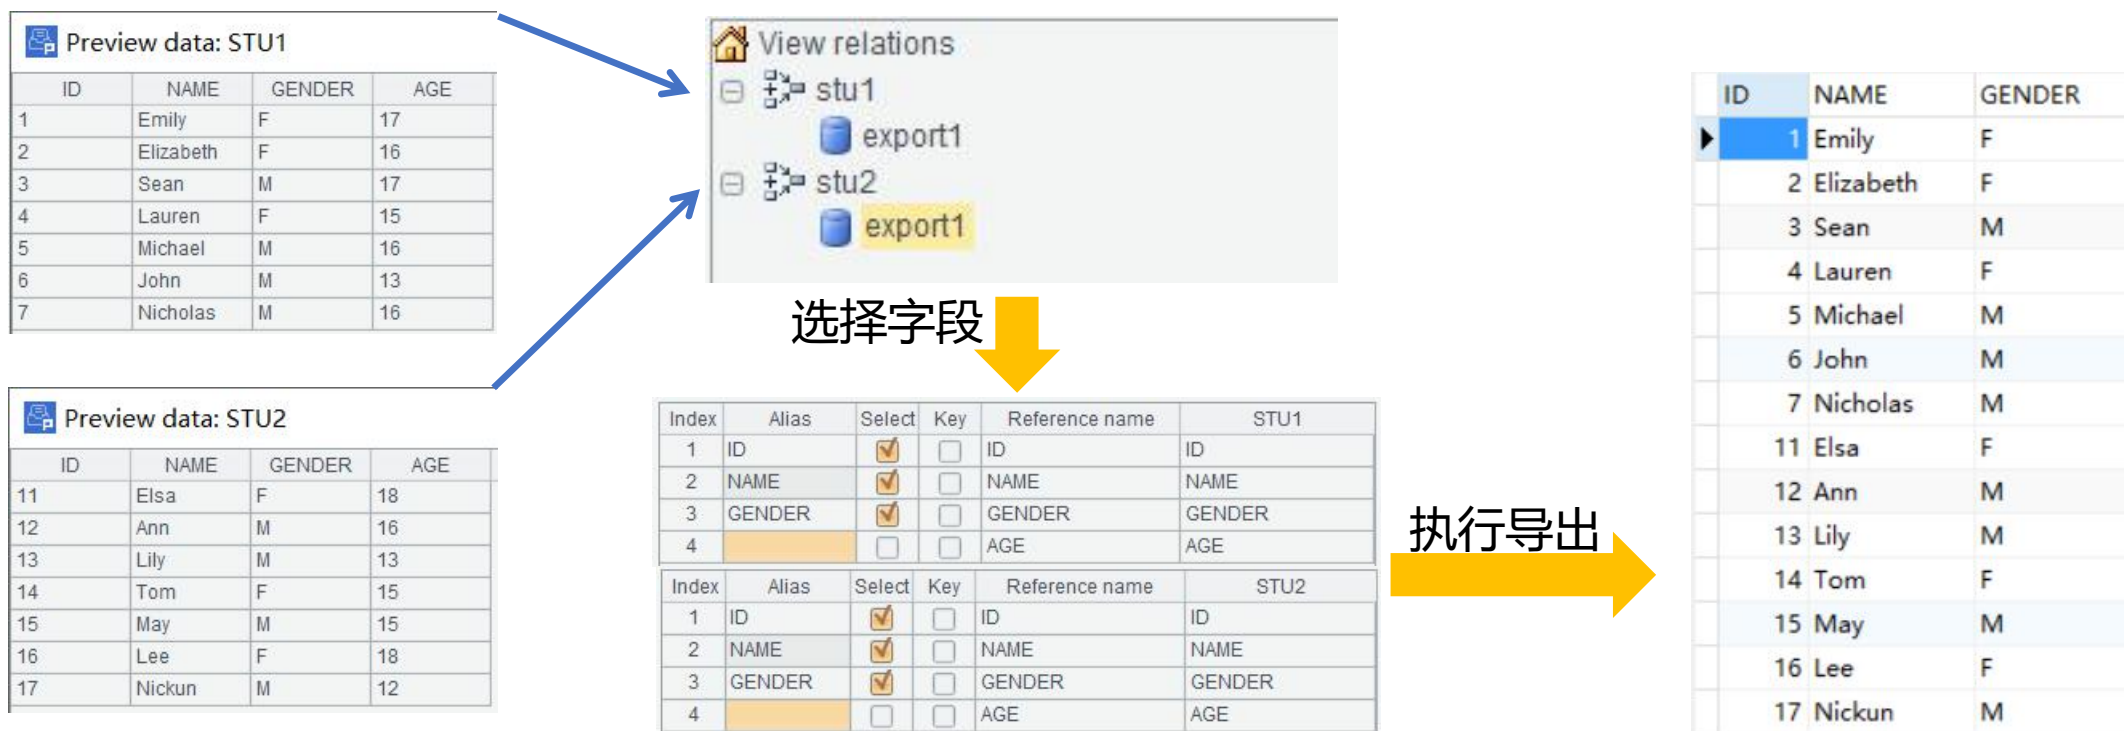 Preview data: STU1
ID NAME GENDER AGE
1 Emily F 17
2 Elizabeth F 16
3 Sean M 17
4 Lauren F 15
5 Michael M 16
6 John M 13
7 Nicholas M 16
Preview data: STU2
ID NAME GENDER AGE
11 Elsa F 18
12 Ann M 16
13 Lily M 13
14 Tom F 15
15 May M 15
16 Lee F 18
17 Nickun M 12
View relations
stu1
export1
stu2
export1
选择字段
Index Alias Select Key Reference name STU1
1 ID ID ID
2 NAME NAME NAME
3 GENDER GENDER GENDER
4 AGE AGE
Index Alias Select Key Reference name STU2
1 ID ID ID
2 NAME NAME NAME
3 GENDER GENDER GENDER
4 AGE AGE
执行导出
ID NAME GENDER
1 Emily F
2 Elizabeth F
3 Sean M
4 Lauren F
5 Michael M
6 John M
7 Nicholas M
11 Elsa F
12 Ann M
13 Lily M
14 Tom F
15 May M
16 Lee F
17 Nickun M